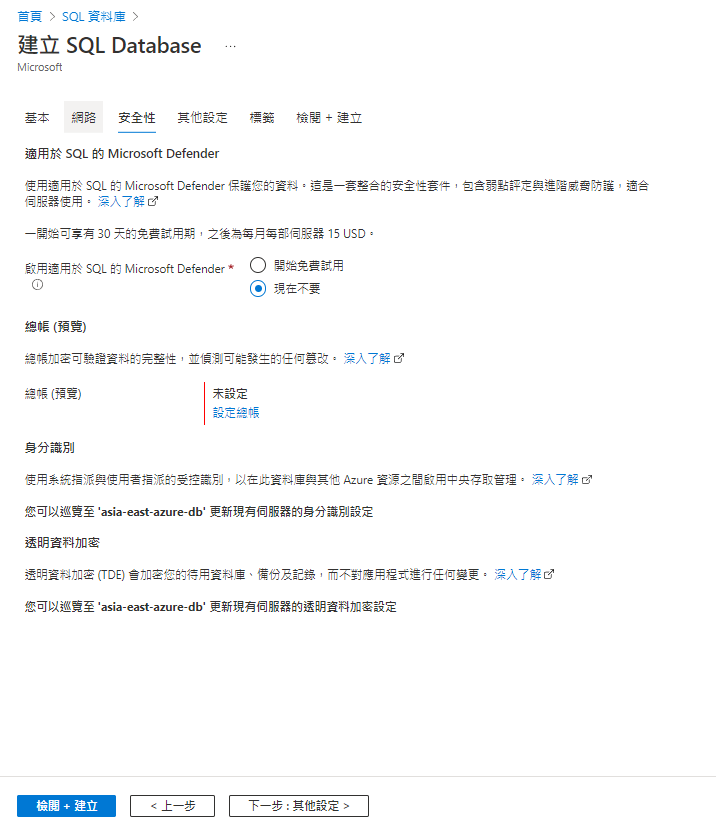 首頁 > SQL 資料庫 >
建立 SQL Database ...
Microsoft
基本 網路 安全性 其他設定 標籤 檢閱 + 建立
適用於 SQL 的 Microsoft Defender
使用適用於 SQL 的 Microsoft Defender 保護您的資料。這是一套整合的安全性套件，包含弱點評定與進階威脅防護，適合
伺服器使用。 深入了解
一開始可享有 30 天的免費試用期，之後為每月每部伺服器 15 USD。
啟用適用於 SQL 的 Microsoft Defender * 開始免費試用
現在不要
總帳 (預覽)
總帳加密可驗證資料的完整性，並偵測可能發生的任何篡改。 深入了解
總帳 (預覽) 未設定
設定總帳
身分識別
使用系統指派與使用者指派的受控識別，以在此資料庫與其他 Azure 資源之間啟用中央存取管理。 深入了解
您可以巡覽至 'asia-east-azure-db' 更新現有伺服器的身分識別設定
透明資料加密
透明資料加密 (TDE) 會加密您的待用資料庫、備份及記錄，而不對應用程式進行任何變更。 深入了解
您可以巡覽至 'asia-east-azure-db' 更新現有伺服器的透明資料加密設定
檢閱 + 建立 < 上一步 下一步 : 其他設定 >